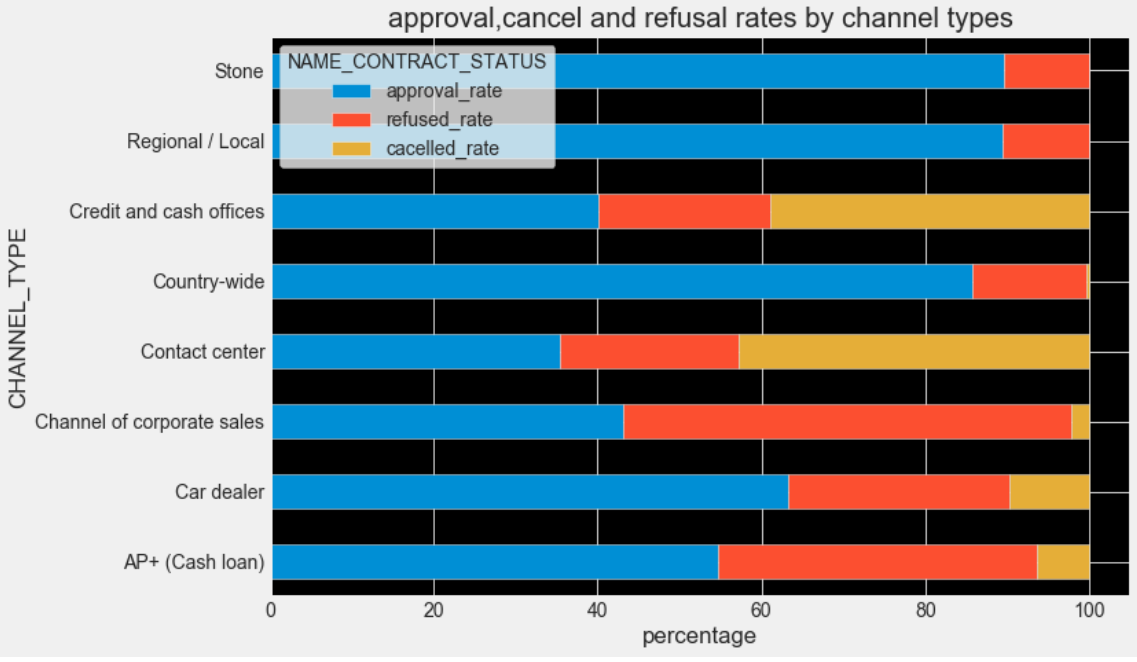 approval,cancel and refusal rates by channel types
NAME_CONTRACT_STATUS
approval_rate
refused_rate
cacelled_rate
CHANNEL_TYPE
Stone
Regional / Local
Credit and cash offices
Country-wide
Contact center
Channel of corporate sales
Car dealer
AP+ (Cash loan)
0 20 40 60 80 100
percentage